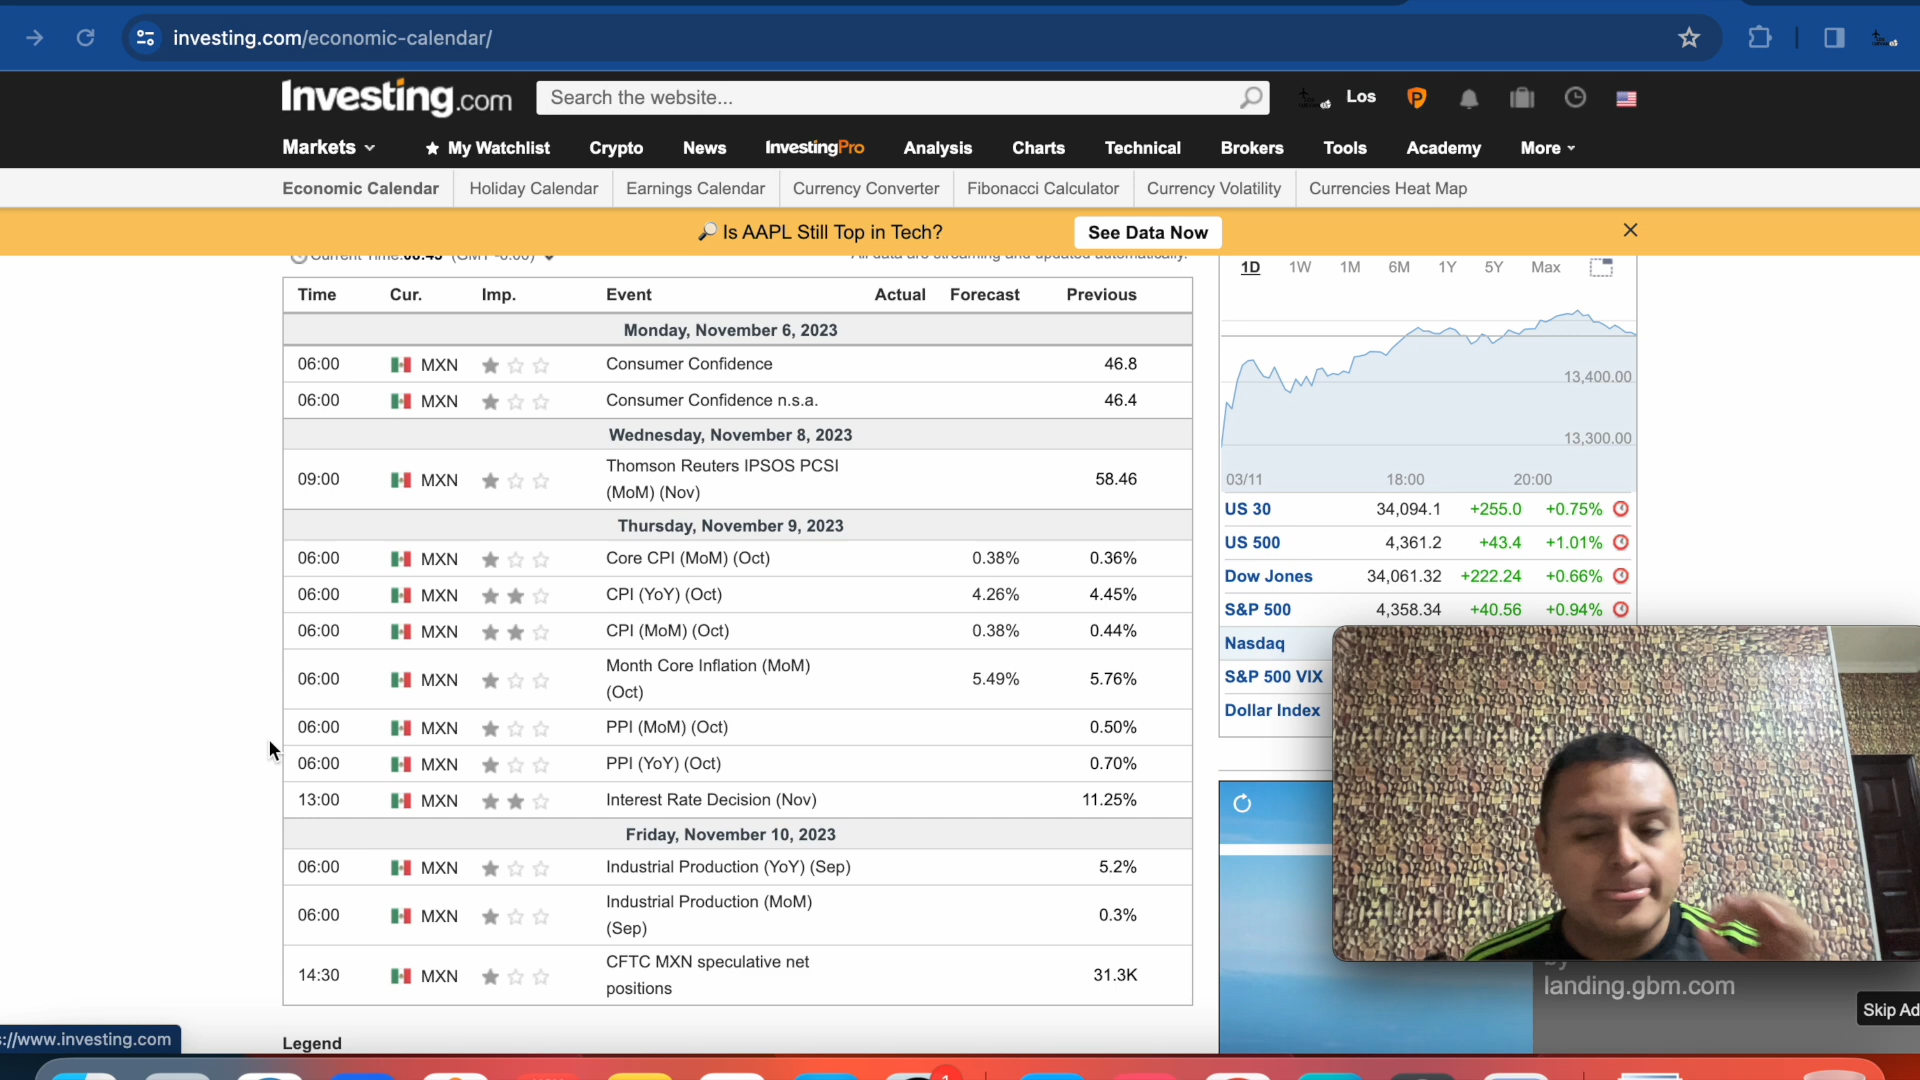 investing.com/economic-calendar/
Investing.com
Search the website...
Los
Markets
My Watchlist
Crypto
News
InvestingPro
Analysis
Charts
Technical
Brokers
Tools
Academy
More
Economic Calendar
Holiday Calendar
Earnings Calendar
Currency Converter
Fibonacci Calculator
Currency Volatility
Currencies Heat Map
Is AAPL Still Top in Tech?
See Data Now
All data are streaming and updated automatically.
Time Cur. Imp. Event Actual Forecast Previous
Monday, November 6, 2023
06:00 MXN Consumer Confidence 46.8
06:00 MXN Consumer Confidence n.s.a. 46.4
Wednesday, November 8, 2023
09:00 MXN Thomson Reuters IPSOS PCSI 58.46
(MoM) (Nov)
Thursday, November 9, 2023
06:00 MXN Core CPI (MoM) (Oct) 0.38% 0.36%
06:00 MXN CPI (YoY) (Oct) 4.26% 4.45%
06:00 MXN CPI (MoM) (Oct) 0.38% 0.44%
06:00 MXN Month Core Inflation (MoM) 5.49% 5.76%
(Oct)
06:00 MXN PPI (MoM) (Oct) 0.50%
06:00 MXN PPI (YoY) (Oct) 0.70%
13:00 MXN Interest Rate Decision (Nov) 11.25%
Friday, November 10, 2023
06:00 MXN Industrial Production (YoY) (Sep) 5.2%
06:00 MXN Industrial Production (MoM) 0.3%
(Sep)
14:30 MXN CFTC MXN speculative net 31.3K
positions
Legend
1D 1W 1M 6M 1Y 5Y Max
13,400.00
13,300.00
03/11 18:00 20:00
US 30 34,094.1 +255.0 +0.75%
US 500 4,361.2 +43.4 +1.01%
Dow Jones 34,061.32 +222.24 +0.66%
S&P 500 4,358.34 +40.56 +0.94%
Nasdaq
S&P 500 VIX
Dollar Index
landing.gbm.com
Skip Ad
://www.investing.com